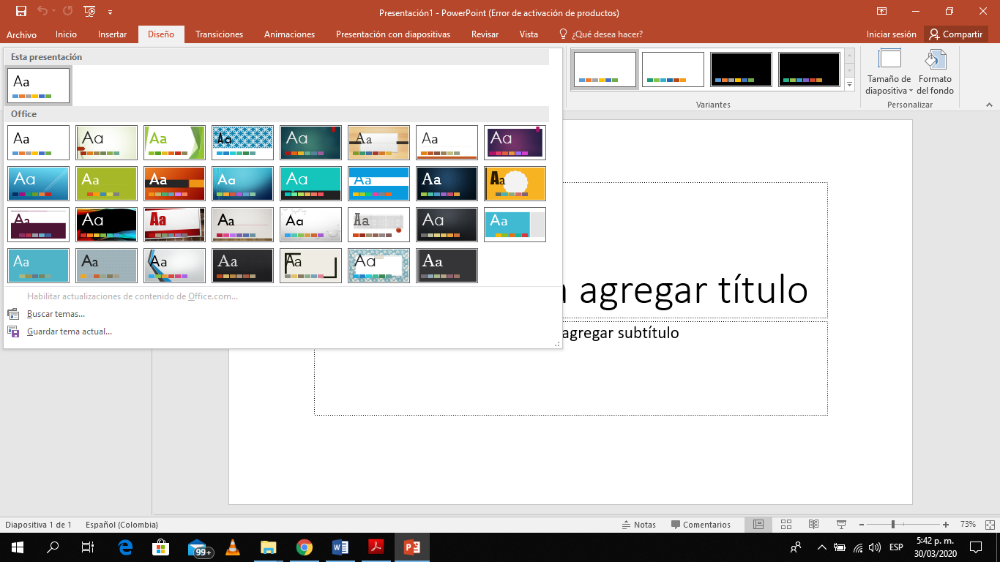 Presentación1 - PowerPoint (Error de activación de productos)
Archivo Inicio Insertar Diseño Transiciones Animaciones Presentación con diapositivas Revisar Vista ¿Qué desea hacer? Iniciar sesión Compartir
Esta presentación
Aa
Office
Aa Aa Aa Aa Aa Aa Aa Aa
Aa Aa Aa Aa Aa Aa Aa Aa
Aa Aa Aa Aa Aa Aa Aa Aa
Aa Aa Aa Aa Aa Aa Aa
Habilitar actualizaciones de contenido de Office.com...
Buscar temas...
Guardar tema actual...
Tamaño de diapositiva
Formato del fondo
Variantes
Personalizar
agregar título
agregar subtítulo
Diapositiva 1 de 1 Español (Colombia) Notas Comentarios 73%
99+
ESP
5:42 p. m.
30/03/2020